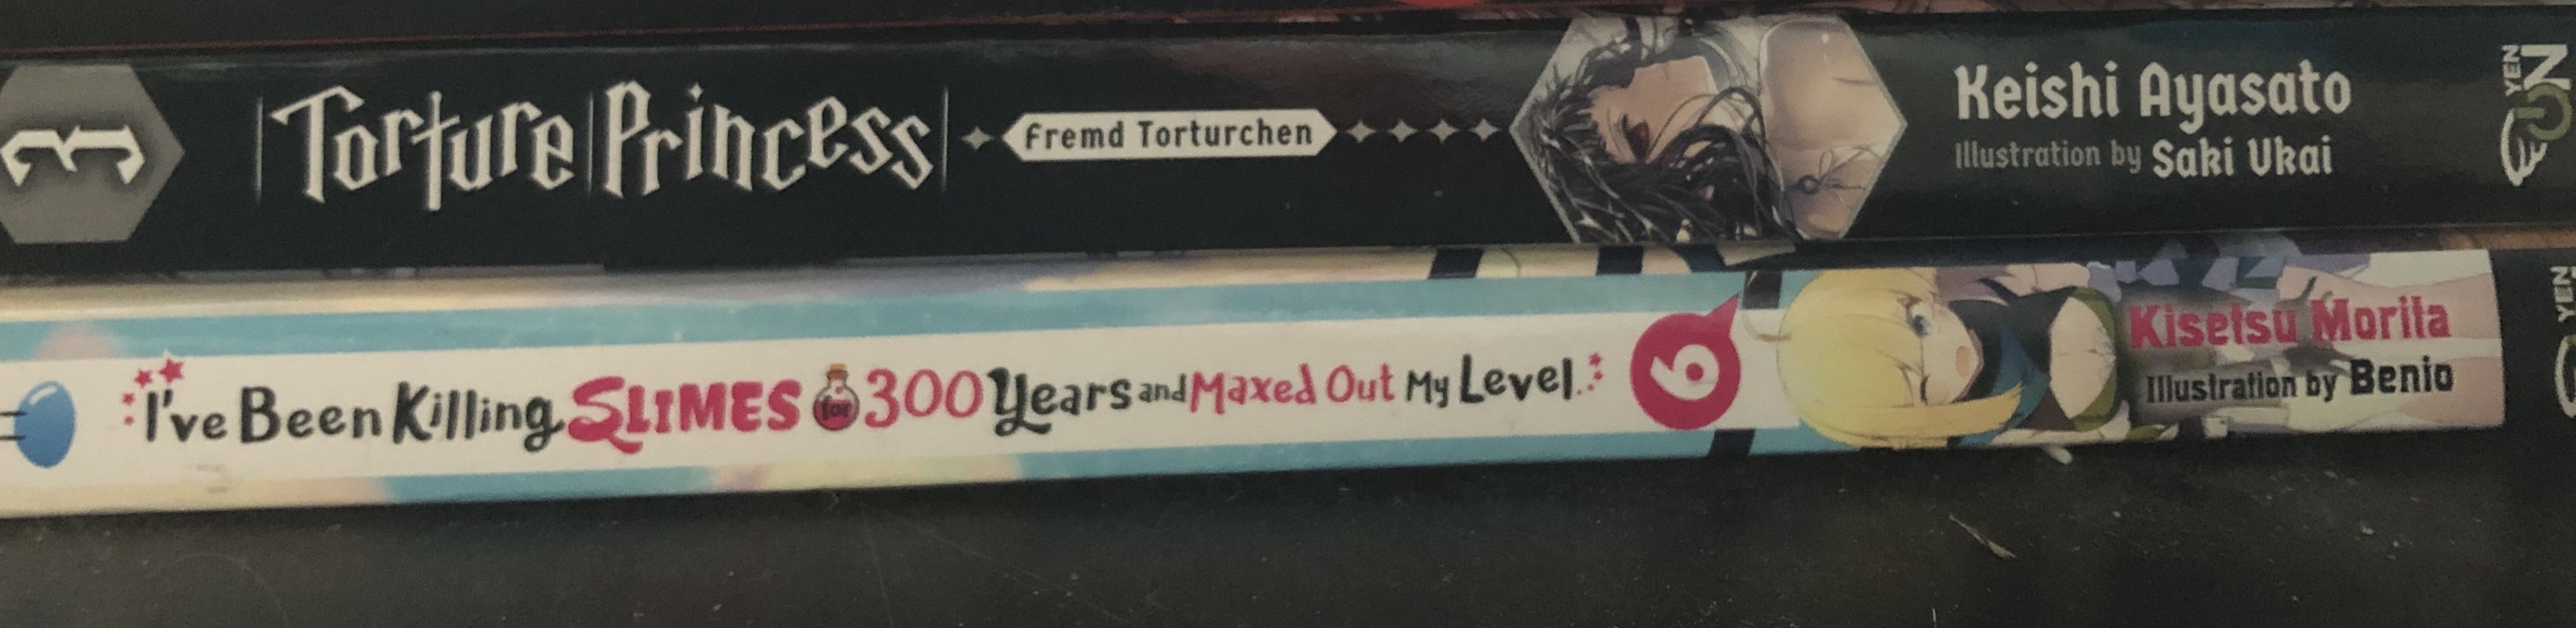 3
Torture Princess
Fremd Torturchen
Keishi Ayasato
Illustration by Saki Ukai
YEN
ON
I've Been Killing SLIMES for 300 Years and Maxed Out My Level
6
Kisetsu Morita
Illustration by Benio
YEN